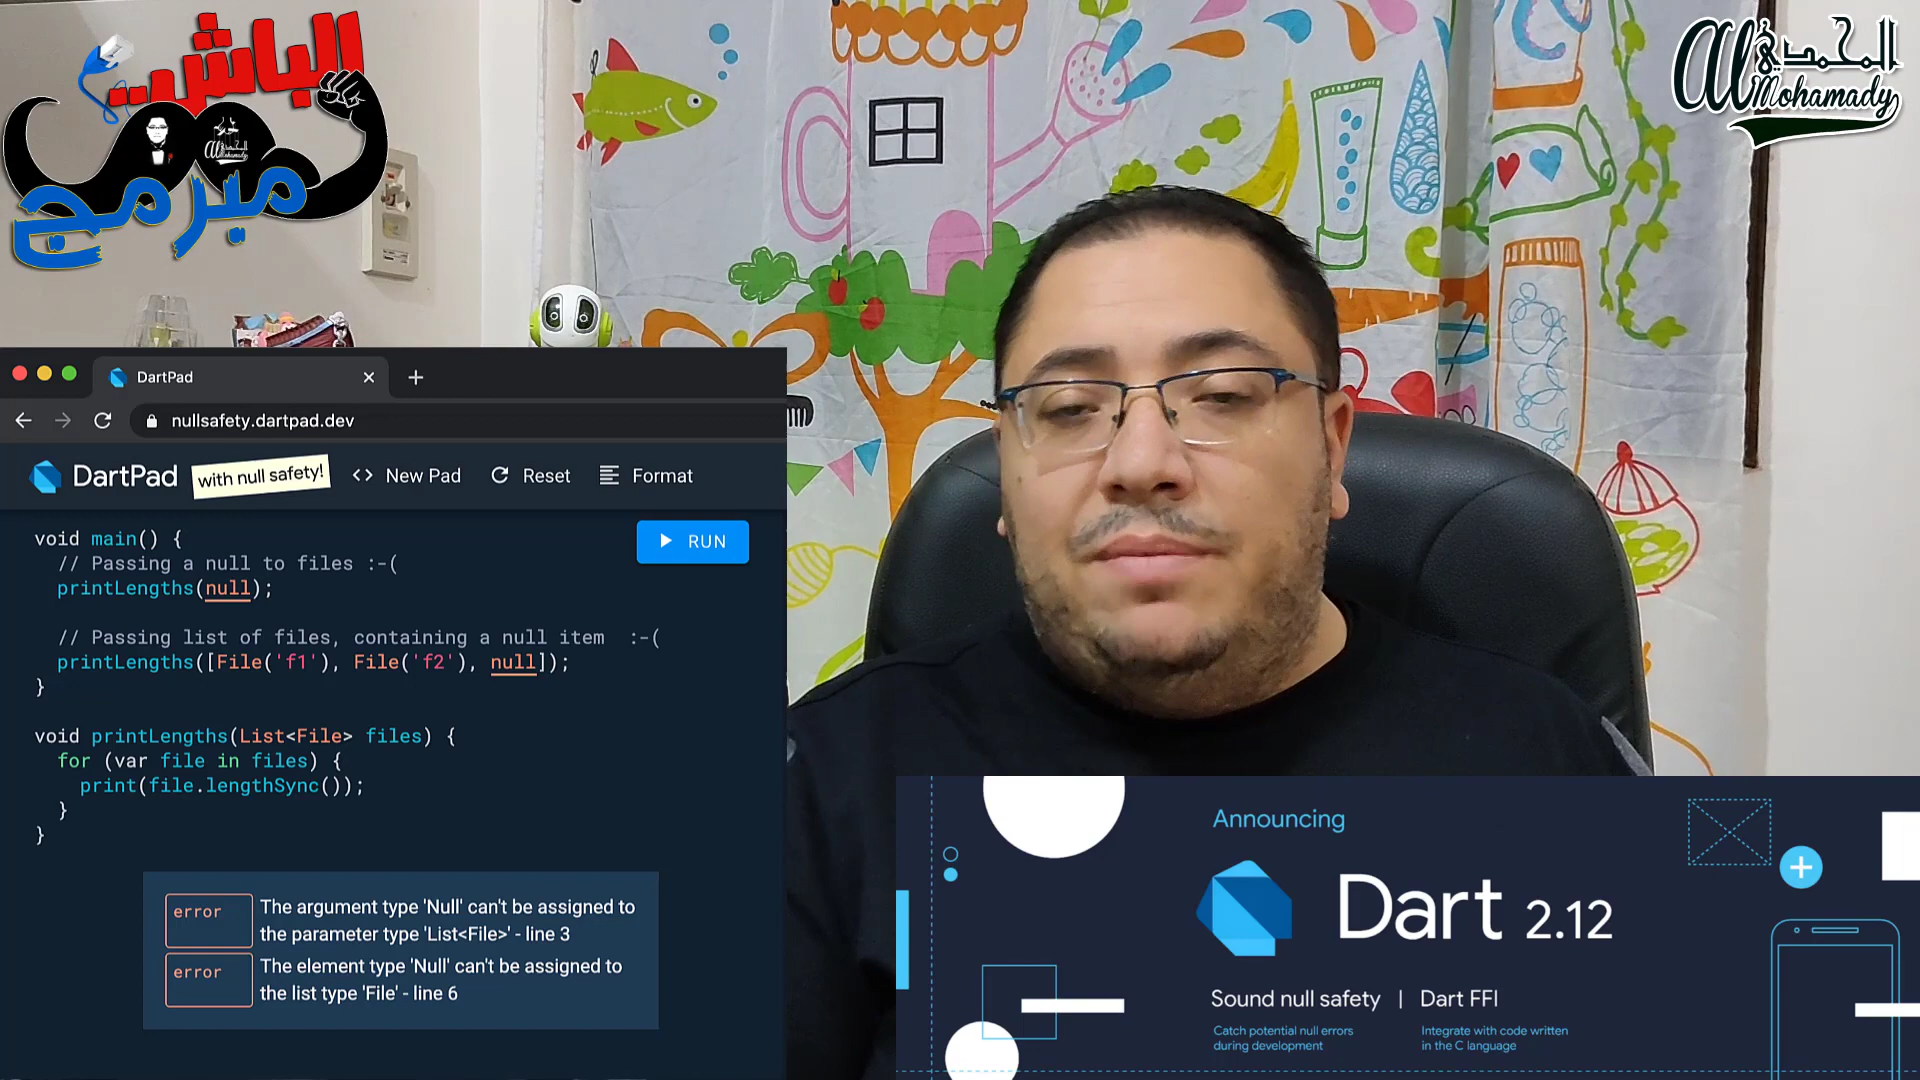 الباش..
مبرمج
المحمدي
Al Mohamady
DartPad
nullsafety.dartpad.dev
DartPad with null safety! <> New Pad Reset Format
RUN
void main() {
// Passing a null to files :-(
printLengths(null);
// Passing list of files, containing a null item :-(
printLengths([File('f1'), File('f2'), null]);
}
void printLengths(List<File> files) {
for (var file in files) {
print(file.lengthSync());
}
}
error The argument type 'Null' can't be assigned to
the parameter type 'List<File>' - line 3
error The element type 'Null' can't be assigned to
the list type 'File' - line 6
Announcing
Dart 2.12
Sound null safety | Dart FFI
Catch potential null errors
during development
Integrate with code written
in the C language